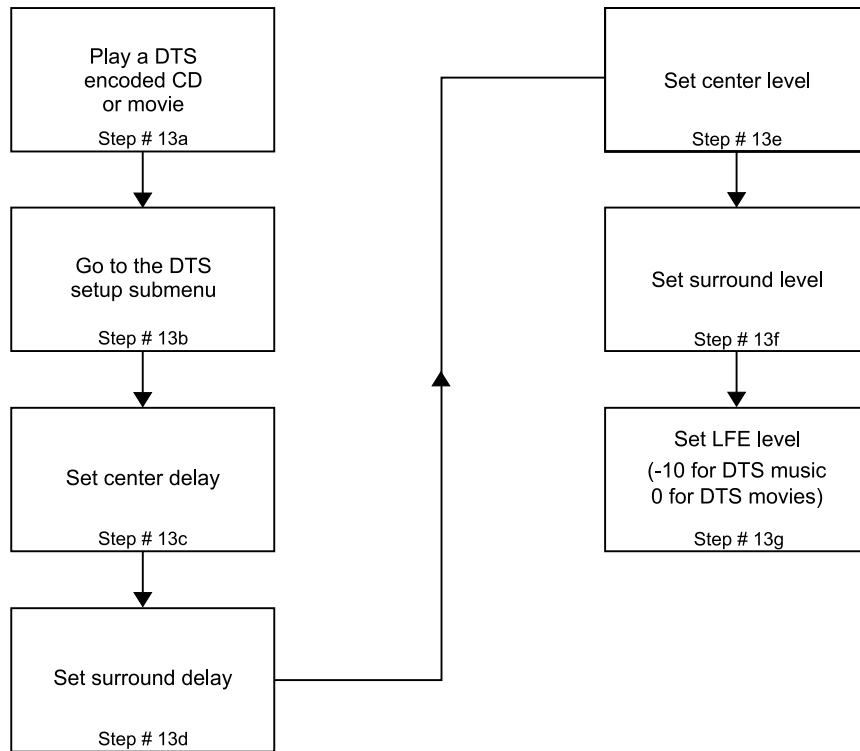 Play a DTS
encoded CD
or movie
Step # 13a
Go to the DTS
setup submenu
Step # 13b
Set center delay
Step # 13c
Set surround delay
Step # 13d
Set center level
Step # 13e
Set surround level
Step # 13f
Set LFE level
(-10 for DTS music
0 for DTS movies)
Step # 13g